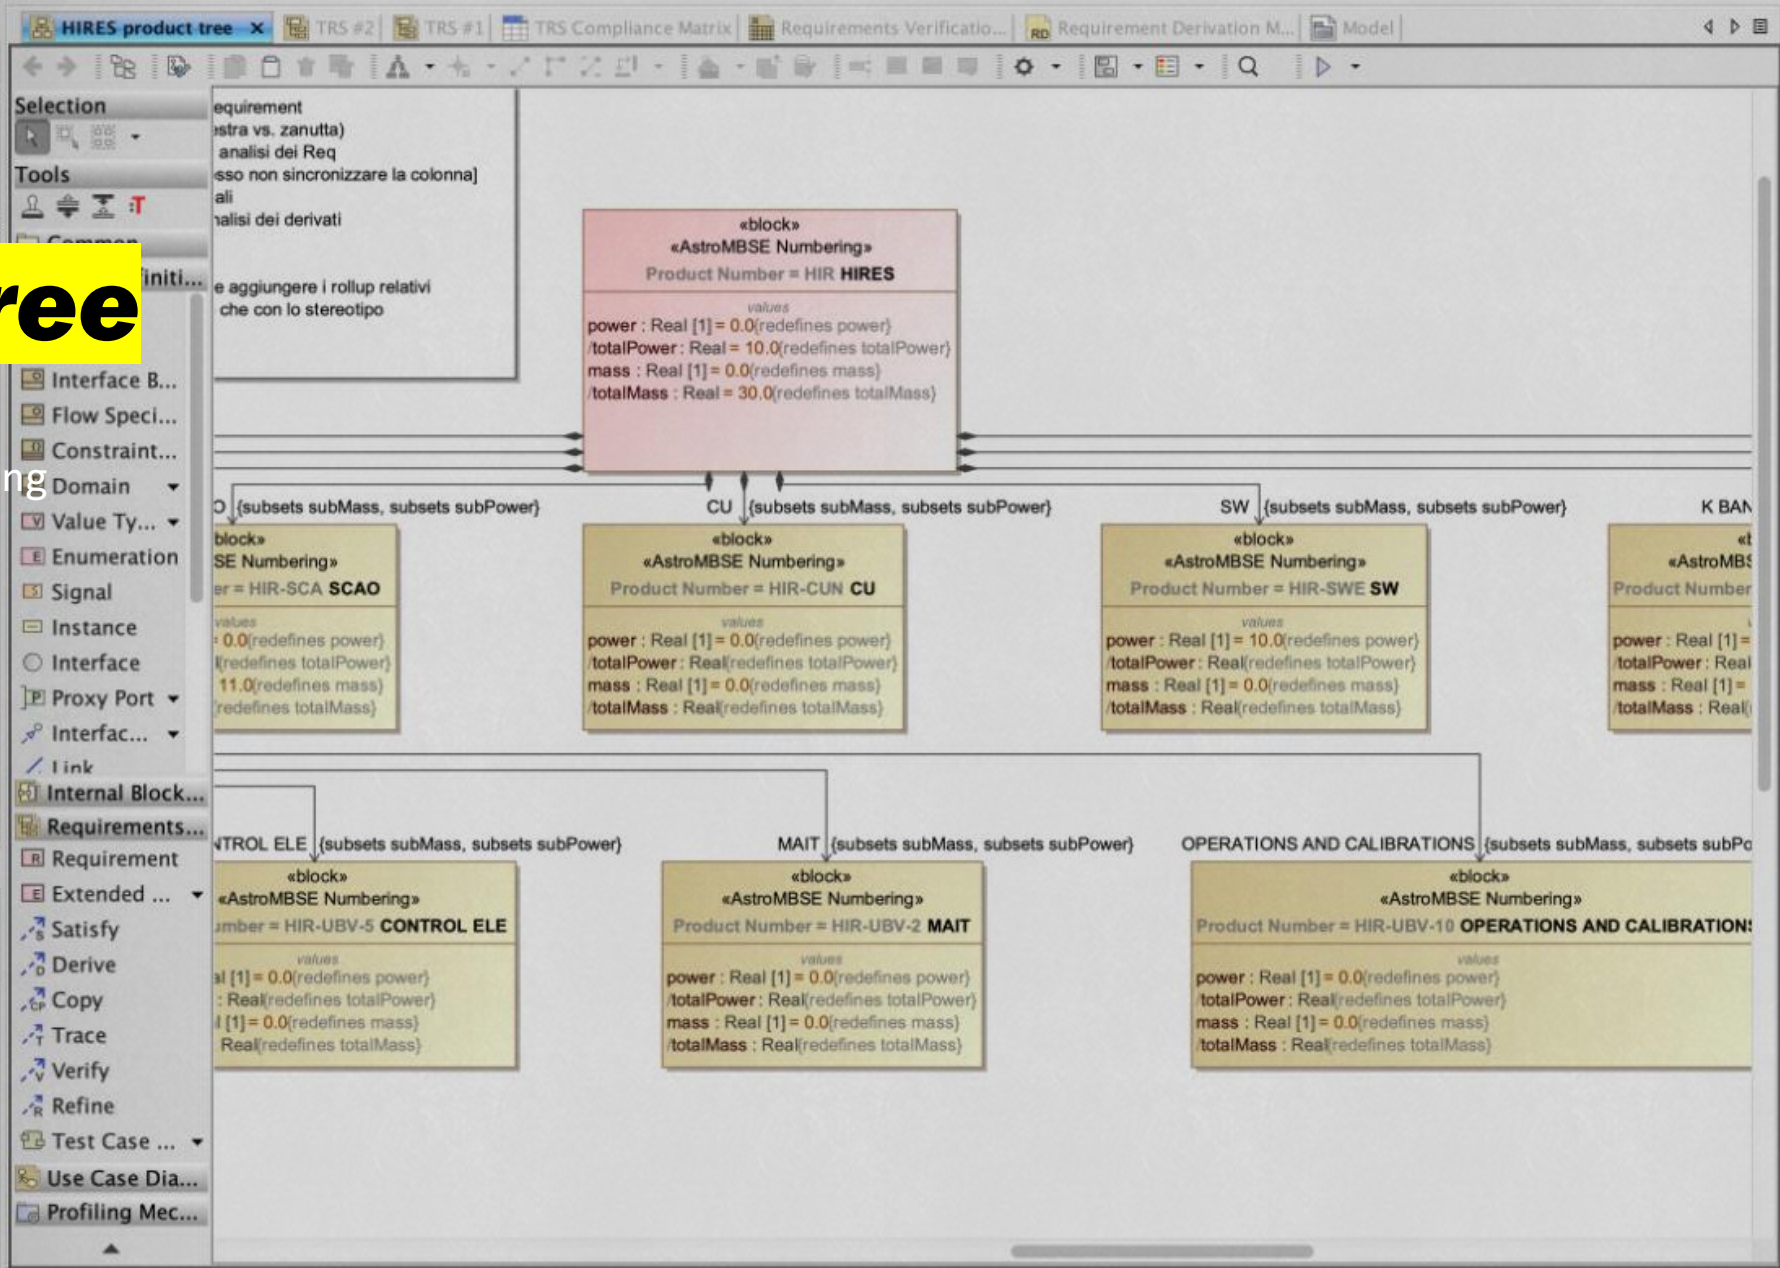 HIRES product tree
TRS #2
TRS #1
TRS Compliance Matrix
Requirements Verificatio...
Requirement Derivation M...
Model
Selection
Tools
Common
initi...
ree
Interface B...
Flow Speci...
Constraint...
ng
Domain
Value Ty...
Enumeration
Signal
Instance
Interface
Proxy Port
Interfac...
Link
Internal Block...
Requirements...
Requirement
Extended ...
Satisfy
Derive
Copy
Trace
Verify
Refine
Test Case ...
Use Case Dia...
Profiling Mec...
equirement
estra vs. zanutta)
analisi dei Req
sso non sincronizzare la colonna]
ali
nalisi dei derivati
e aggiungere i rollup relativi
che con lo stereotipo
«block»
«AstroMBSE Numbering»
Product Number = HIR HIRES
values
power : Real [1] = 0.0{redefines power}
/totalPower : Real = 10.0{redefines totalPower}
mass : Real [1] = 0.0{redefines mass}
/totalMass : Real = 30.0{redefines totalMass}
O {subsets subMass, subsets subPower}
block»
SE Numbering»
er = HIR-SCA SCAO
values
= 0.0{redefines power}
{redefines totalPower}
11.0{redefines mass}
redefines totalMass}
CU {subsets subMass, subsets subPower}
«block»
«AstroMBSE Numbering»
Product Number = HIR-CUN CU
values
power : Real [1] = 0.0{redefines power}
/totalPower : Real{redefines totalPower}
mass : Real [1] = 0.0{redefines mass}
/totalMass : Real{redefines totalMass}
SW {subsets subMass, subsets subPower}
«block»
«AstroMBSE Numbering»
Product Number = HIR-SWE SW
values
power : Real [1] = 10.0{redefines power}
/totalPower : Real{redefines totalPower}
mass : Real [1] = 0.0{redefines mass}
/totalMass : Real{redefines totalMass}
K BAN
«AstroMBS
Product Number
power : Real [1] =
/totalPower : Real
mass : Real [1] =
/totalMass : Real{
NTROL ELE {subsets subMass, subsets subPower}
«block»
«AstroMBSE Numbering»
umber = HIR-UBV-5 CONTROL ELE
values
al [1] = 0.0{redefines power}
: Real{redefines totalPower}
l [1] = 0.0{redefines mass}
Real{redefines totalMass}
MAIT {subsets subMass, subsets subPower}
«block»
«AstroMBSE Numbering»
Product Number = HIR-UBV-2 MAIT
values
power : Real [1] = 0.0{redefines power}
/totalPower : Real{redefines totalPower}
mass : Real [1] = 0.0{redefines mass}
/totalMass : Real{redefines totalMass}
OPERATIONS AND CALIBRATIONS {subsets subMass, subsets subPo
«block»
«AstroMBSE Numbering»
Product Number = HIR-UBV-10 OPERATIONS AND CALIBRATIONS
values
power : Real [1] = 0.0{redefines power}
/totalPower : Real{redefines totalPower}
mass : Real [1] = 0.0{redefines mass}
/totalMass : Real{redefines totalMass}